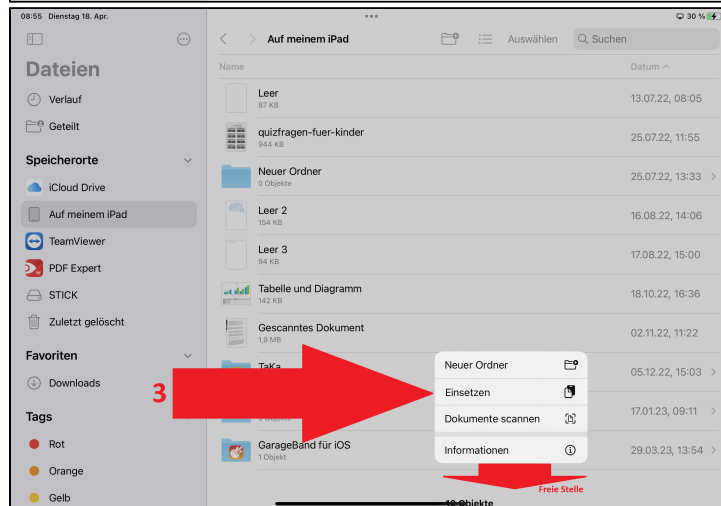 08:55 Dienstag 18. Apr.
30 %
Auf meinem iPad
Auswählen
Suchen
Dateien
Verlauf
Geteilt
Speicherorte
iCloud Drive
Auf meinem iPad
TeamViewer
PDF Expert
STICK
Zuletzt gelöscht
Favoriten
Downloads
Tags
Rot
Orange
Gelb
Name
Datum
Leer
87 KB
13.07.22, 08:05
quizfragen-fuer-kinder
944 KB
25.07.22, 11:55
Neuer Ordner
0 Objekte
25.07.22, 13:33
Leer 2
154 KB
16.08.22, 14:06
Leer 3
94 KB
17.08.22, 15:00
Tabelle und Diagramm
142 KB
18.10.22, 16:36
Gescanntes Dokument
1,9 MB
02.11.22, 11:22
TaKa
05.12.22, 15:03
17.01.23, 09:11
GarageBand für iOS
1 Objekt
29.03.23, 13:54
3
Neuer Ordner
Einsetzen
Dokumente scannen
Informationen
Freie Stelle
Objekte